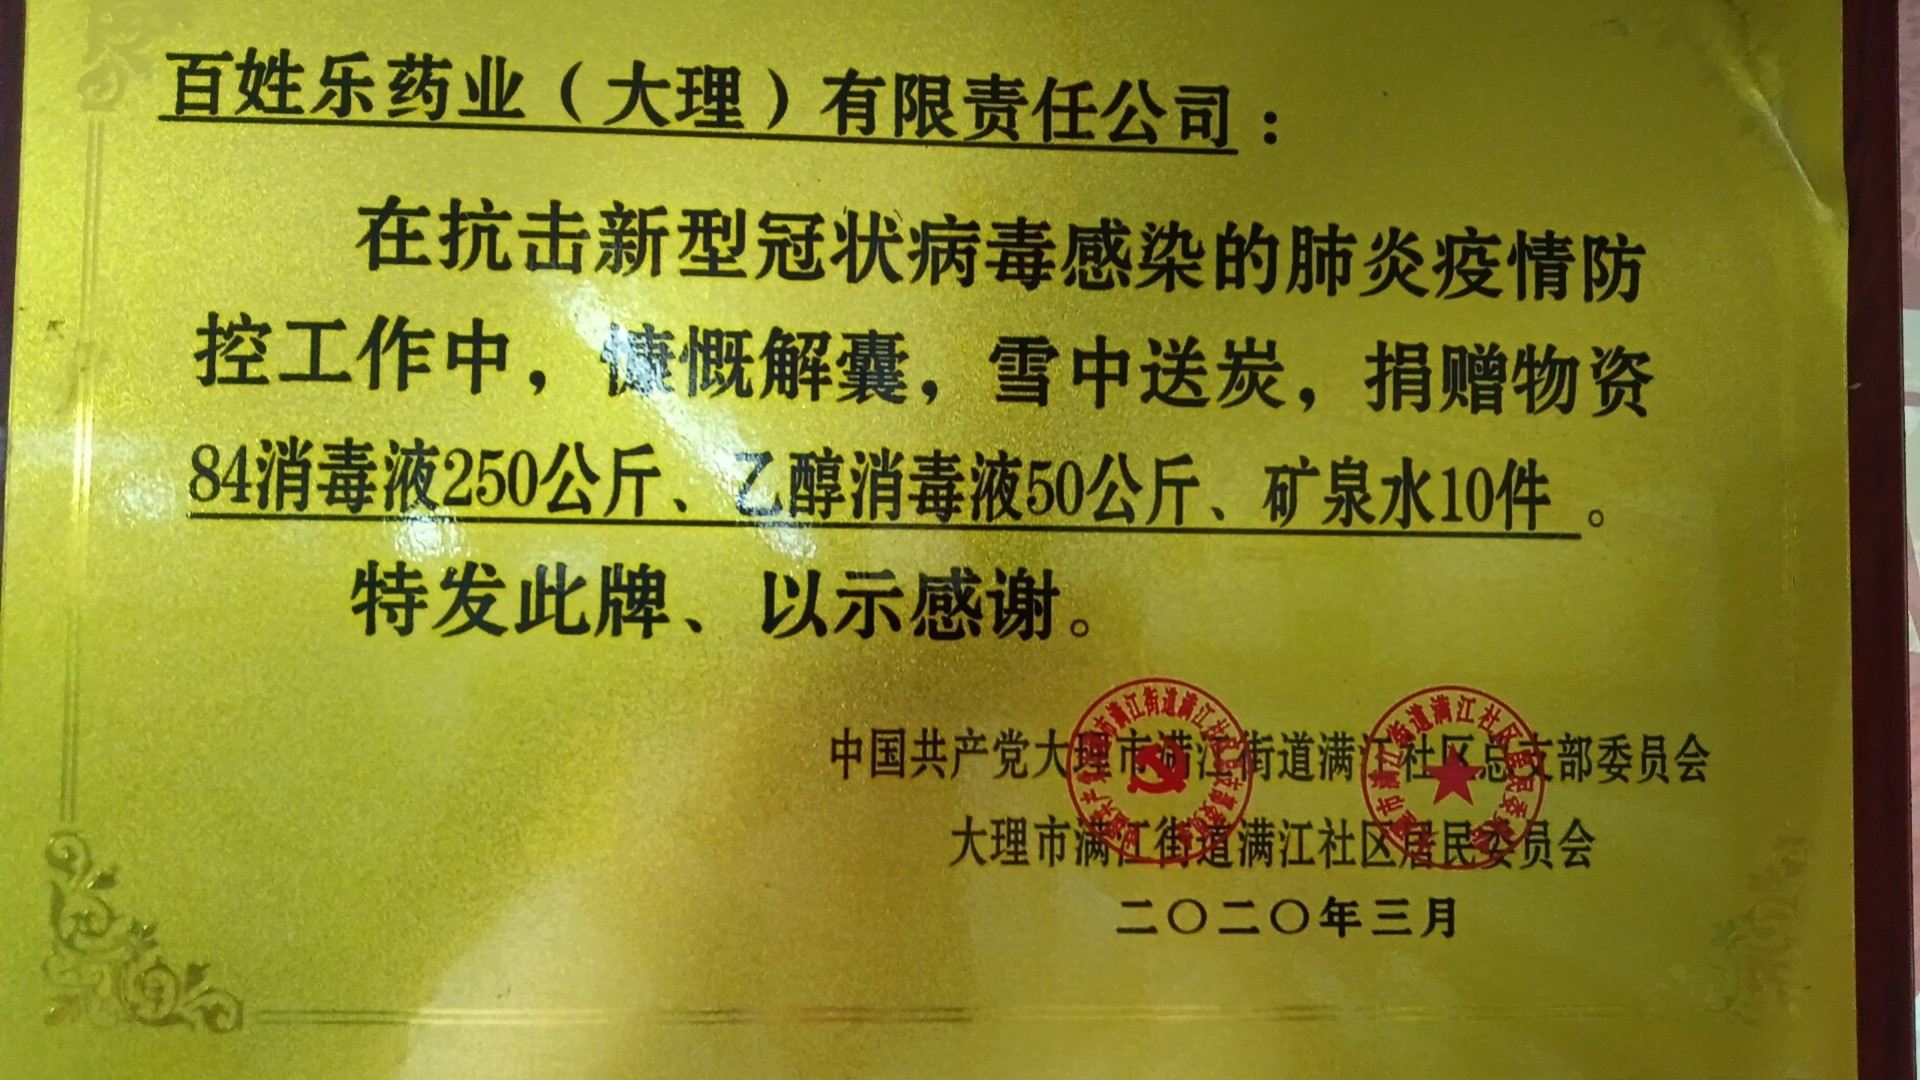 百姓乐药业（大理）有限责任公司：
在抗击新型冠状病毒感染的肺炎疫情防
控工作中，慷慨解囊，雪中送炭，捐赠物资
84消毒液250公斤、乙醇消毒液50公斤、矿泉水10件。
特发此牌、以示感谢。
中国共产党大理市满江街道满江社区总支部委员会
大理市满江街道满江社区居民委员会
二〇二〇年三月